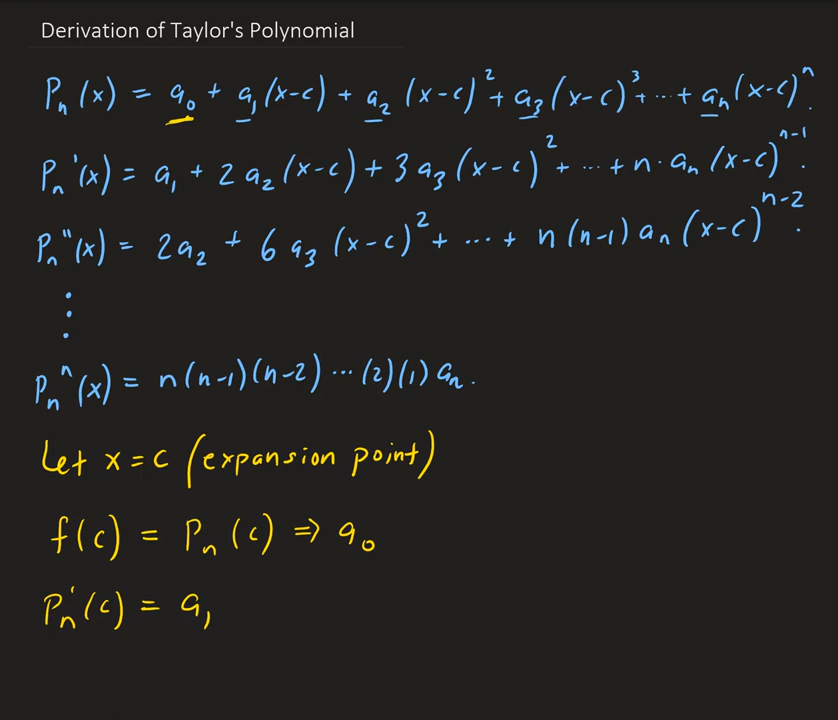 Derivation of Taylor's Polynomial
Pₙ(x) = a₀ + a₁(x-c) + a₂(x-c)² + a₃(x-c)³ + ... + aₙ(x-c)ⁿ.
Pₙ'(x) = a₁ + 2a₂(x-c) + 3a₃(x-c)² + ... + n·aₙ(x-c)ⁿ⁻¹.
Pₙ"(x) = 2a₂ + 6a₃(x-c)² + ... + n(n-1)aₙ(x-c)ⁿ⁻².
⋮
Pₙⁿ(x) = n(n-1)(n-2)...(2)(1)aₙ.
Let x = c (expansion point)
f(c) = Pₙ(c) ⇒ a₀
Pₙ'(c) = a₁